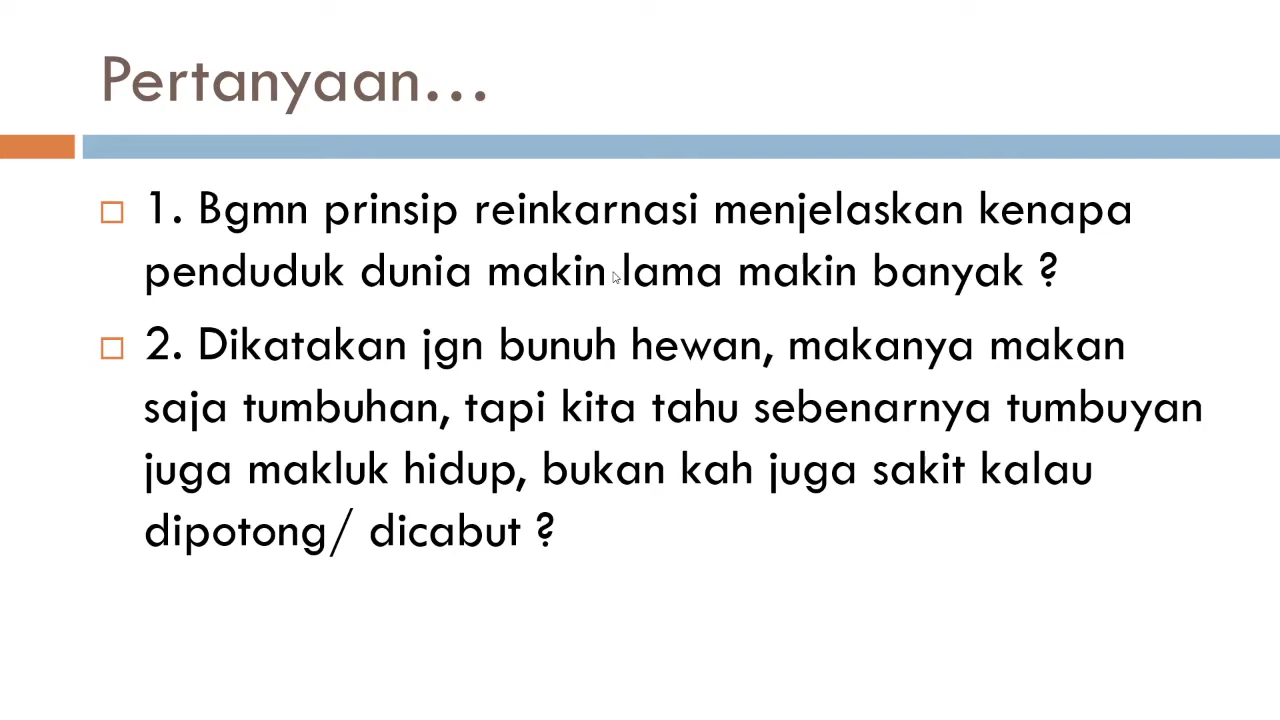 Pertanyaan...
1. Bgmn prinsip reinkarnasi menjelaskan kenapa
penduduk dunia makin lama makin banyak ?
2. Dikatakan jgn bunuh hewan, makanya makan
saja tumbuhan, tapi kita tahu sebenarnya tumbuyan
juga makluk hidup, bukan kah juga sakit kalau
dipotong/ dicabut ?